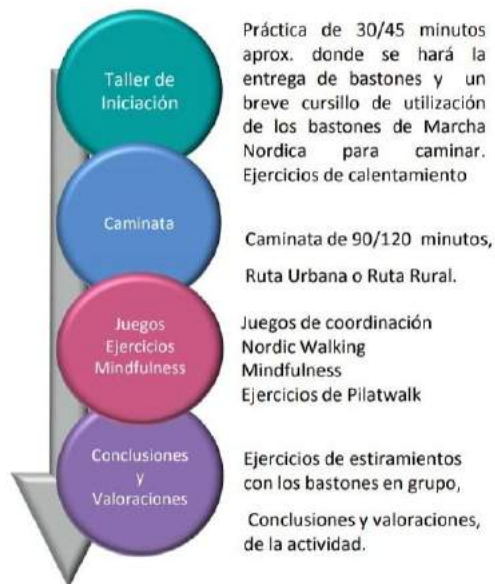 Taller de
Iniciación
Práctica de 30/45 minutos
aprox. donde se hará la
entrega de bastones y un
breve cursillo de utilización
de los bastones de Marcha
Nordica para caminar.
Ejercicios de calentamiento
Caminata
Caminata de 90/120 minutos,
Ruta Urbana o Ruta Rural.
Juegos
Ejercicios
Mindfulness
Juegos de coordinación
Nordic Walking
Mindfulness
Ejercicios de Pilatwalk
Conclusiones
y
Valoraciones
Ejercicios de estiramientos
con los bastones en grupo,
Conclusiones y valoraciones,
de la actividad.